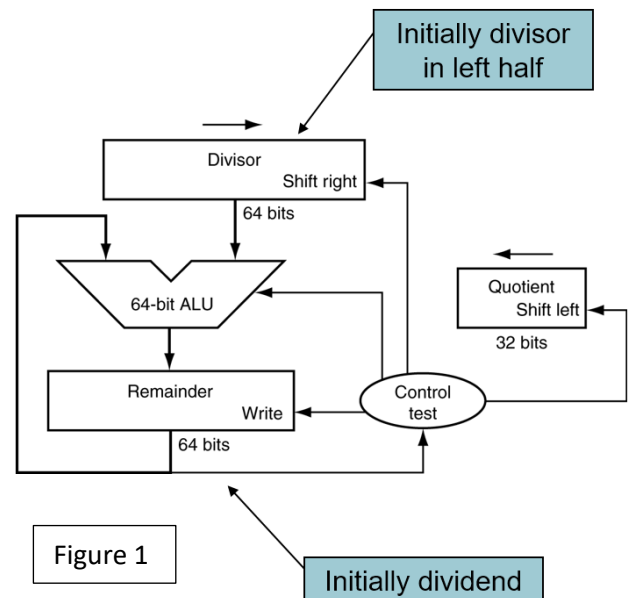 Initially divisor
in left half
Divisor
Shift right
64 bits
64-bit ALU
Quotient
Shift left
32 bits
Remainder
Write
Control
test
64 bits
Figure 1
Initially dividend